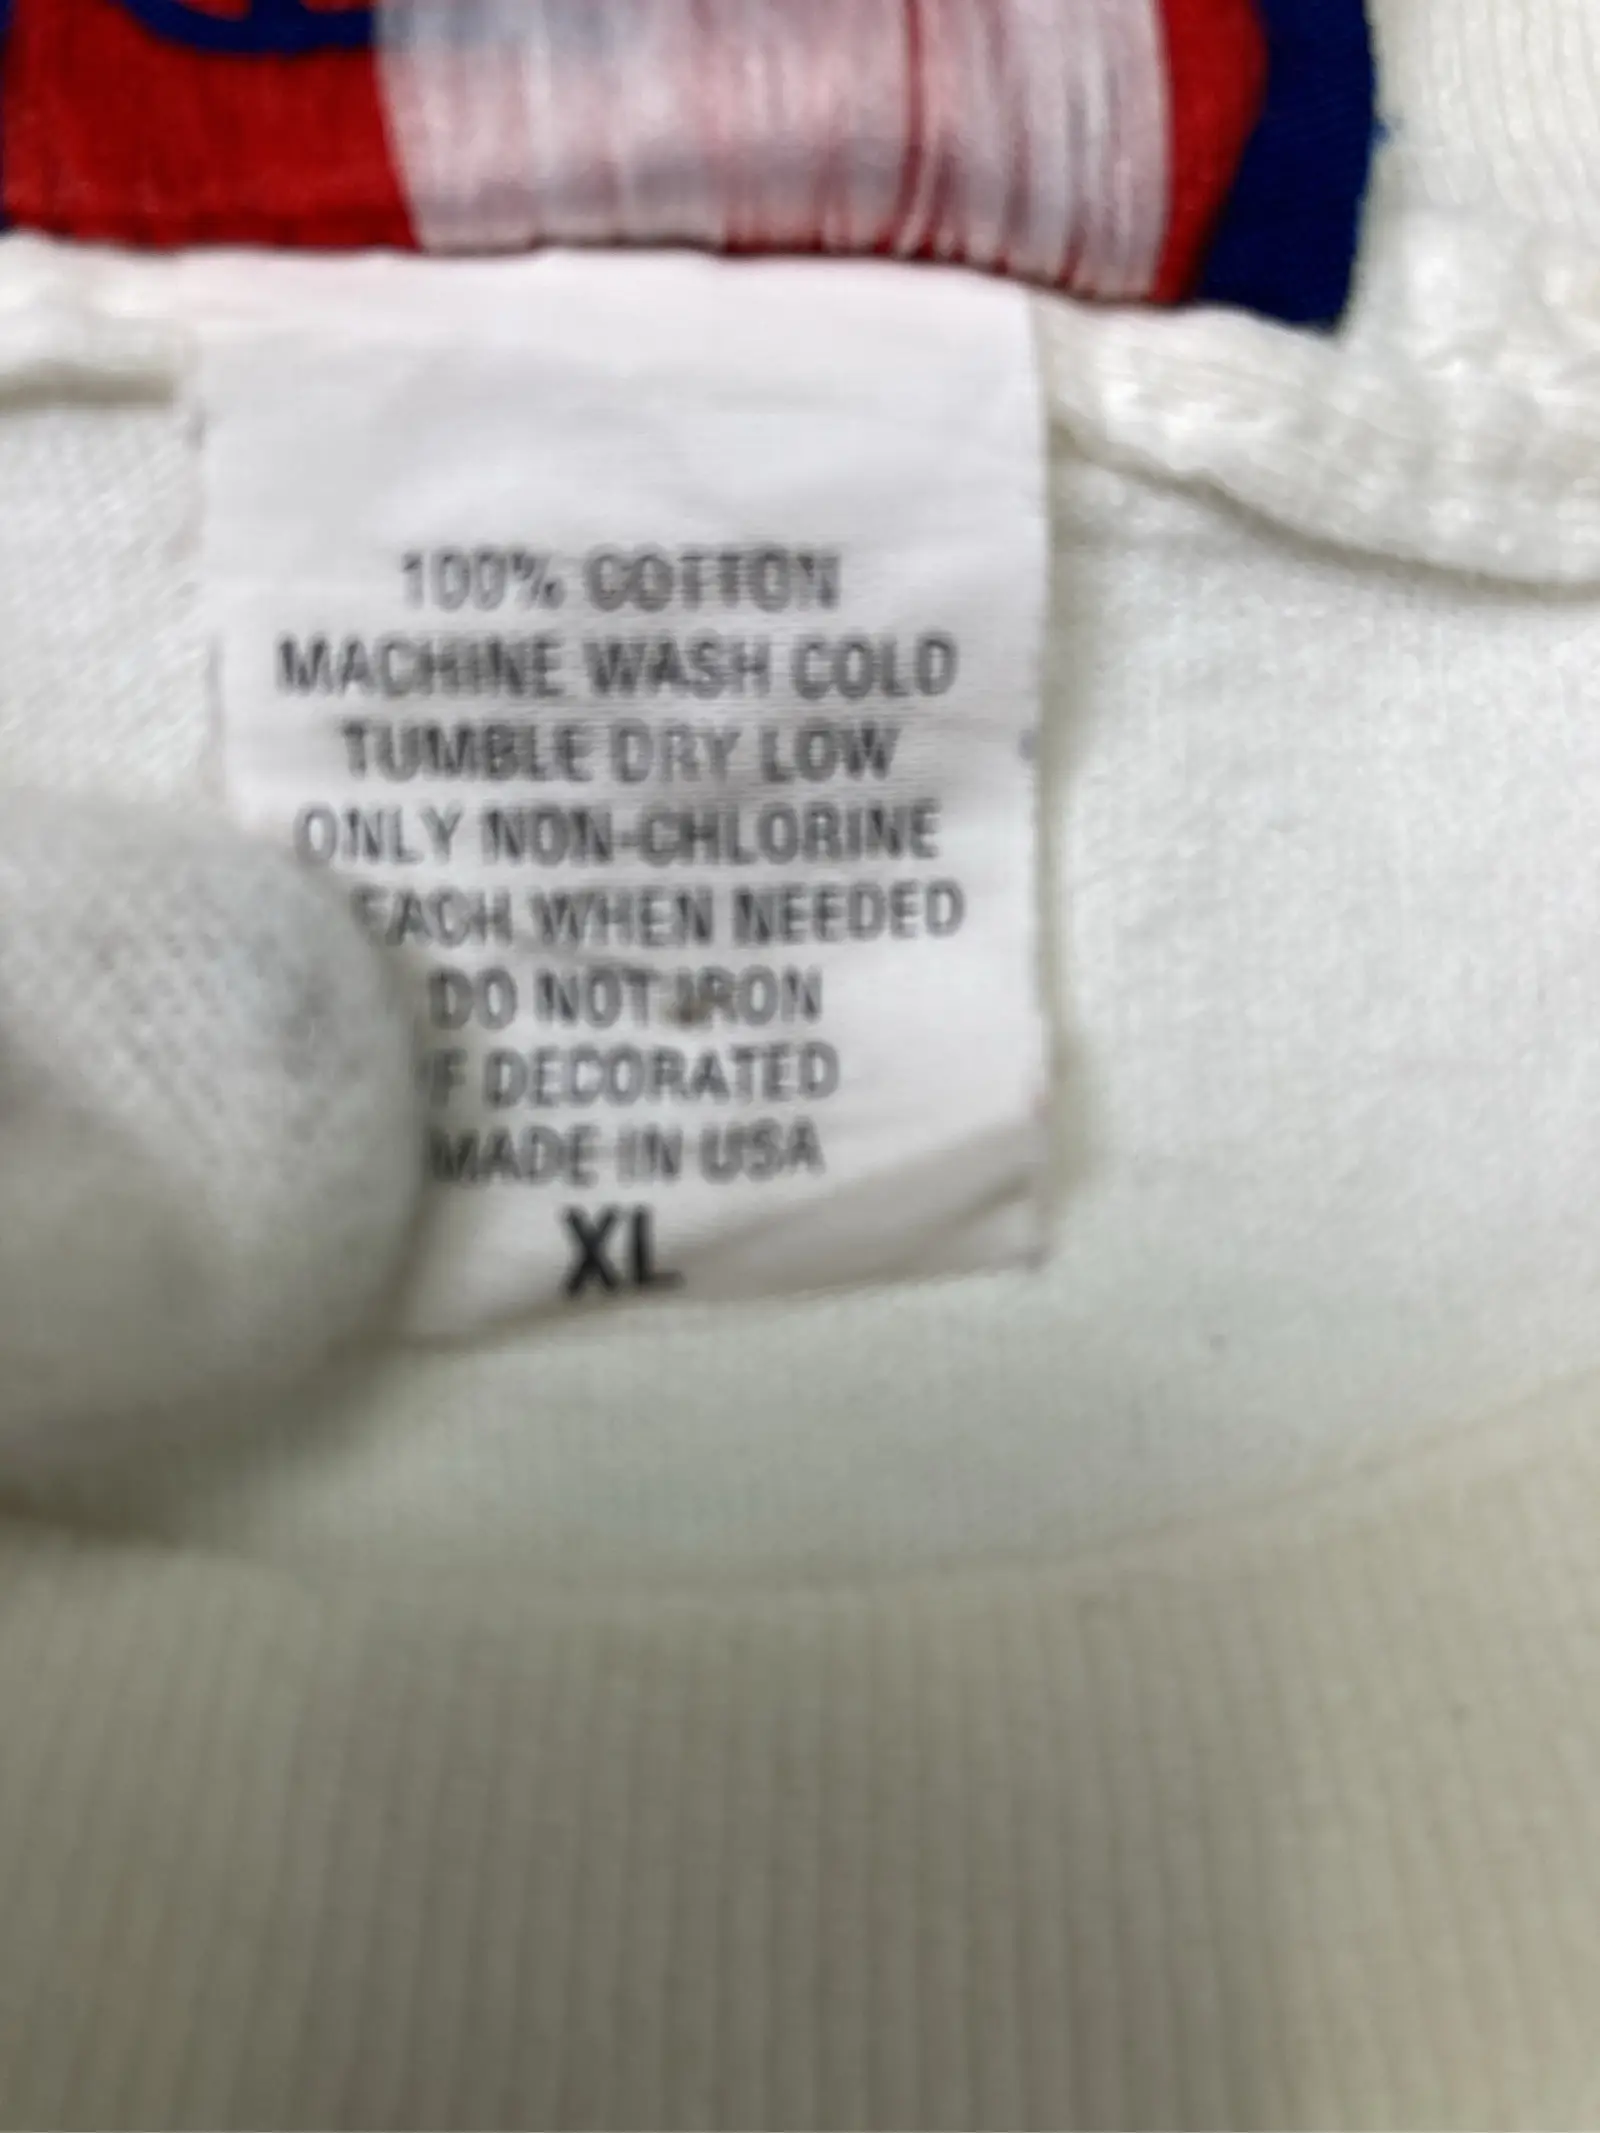 100% COTTON
MACHINE WASH COLD
TUMBLE DRY LOW
ONLY NON-CHLORINE
EACH WHEN NEEDED
DO NOT IRON
F DECORATED
MADE IN USA
XL